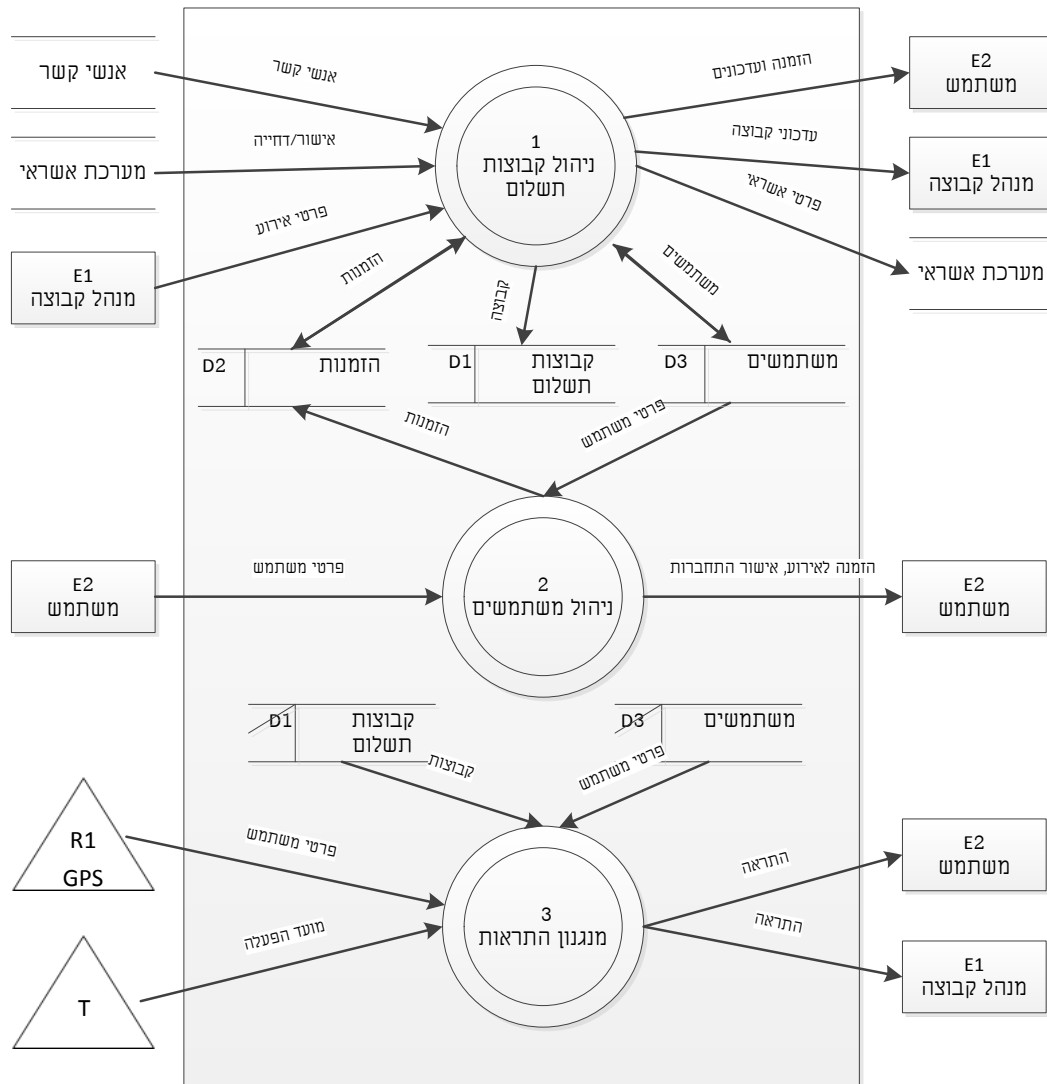 אנשי קשר
מערכת אשראי
E1
מנהל קבוצה
אנשי קשר
אישור/דחייה
פרטי אירוע
1
ניהול קבוצות
תשלום
הזמנה ועדכונים
עדכוני קבוצה
פרטי אשראי
E2
משתמש
E1
מנהל קבוצה
מערכת אשראי
הזמנות
קבוצה
משתמשים
D2
הזמנות
D1
קבוצות
תשלום
D3
משתמשים
הזמנות
פרטי משתמש
E2
משתמש
פרטי משתמש
2
ניהול משתמשים
הזמנה לאירוע, אישור התחברות
E2
משתמש
D1
קבוצות
תשלום
D3
משתמשים
קבוצות
פרטי משתמש
R1
GPS
פרטי משתמש
T
מועד הפעלה
3
מנגנון התראות
התראה
התראה
E2
משתמש
E1
מנהל קבוצה